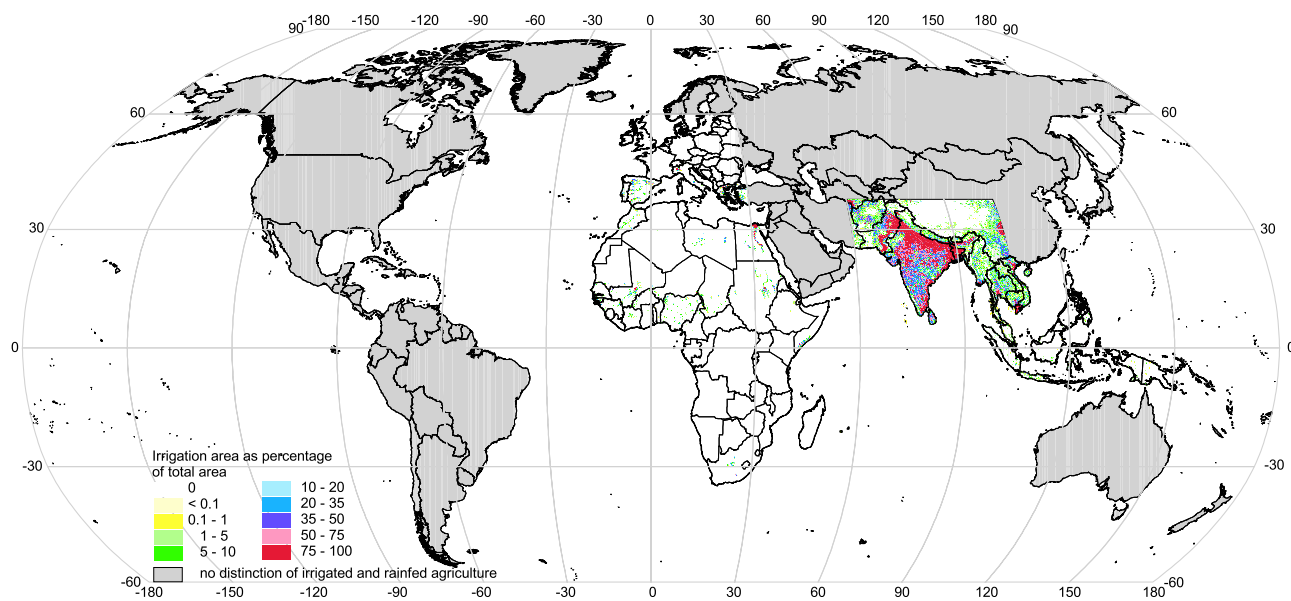 -180 -150 -120 -90 -60 -30 0 30 60 90 120 150 180
90 90
60 60
30 30
0 0
-30 -30
-60 -60
Irrigation area as percentage
of total area
0 10 - 20
< 0.1 20 - 35
0.1 - 1 35 - 50
1 - 5 50 - 75
5 - 10 75 - 100
no distinction of irrigated and rainfed agriculture
-180 -150 -120 -90 -60 -30 0 30 60 90 120 150 180